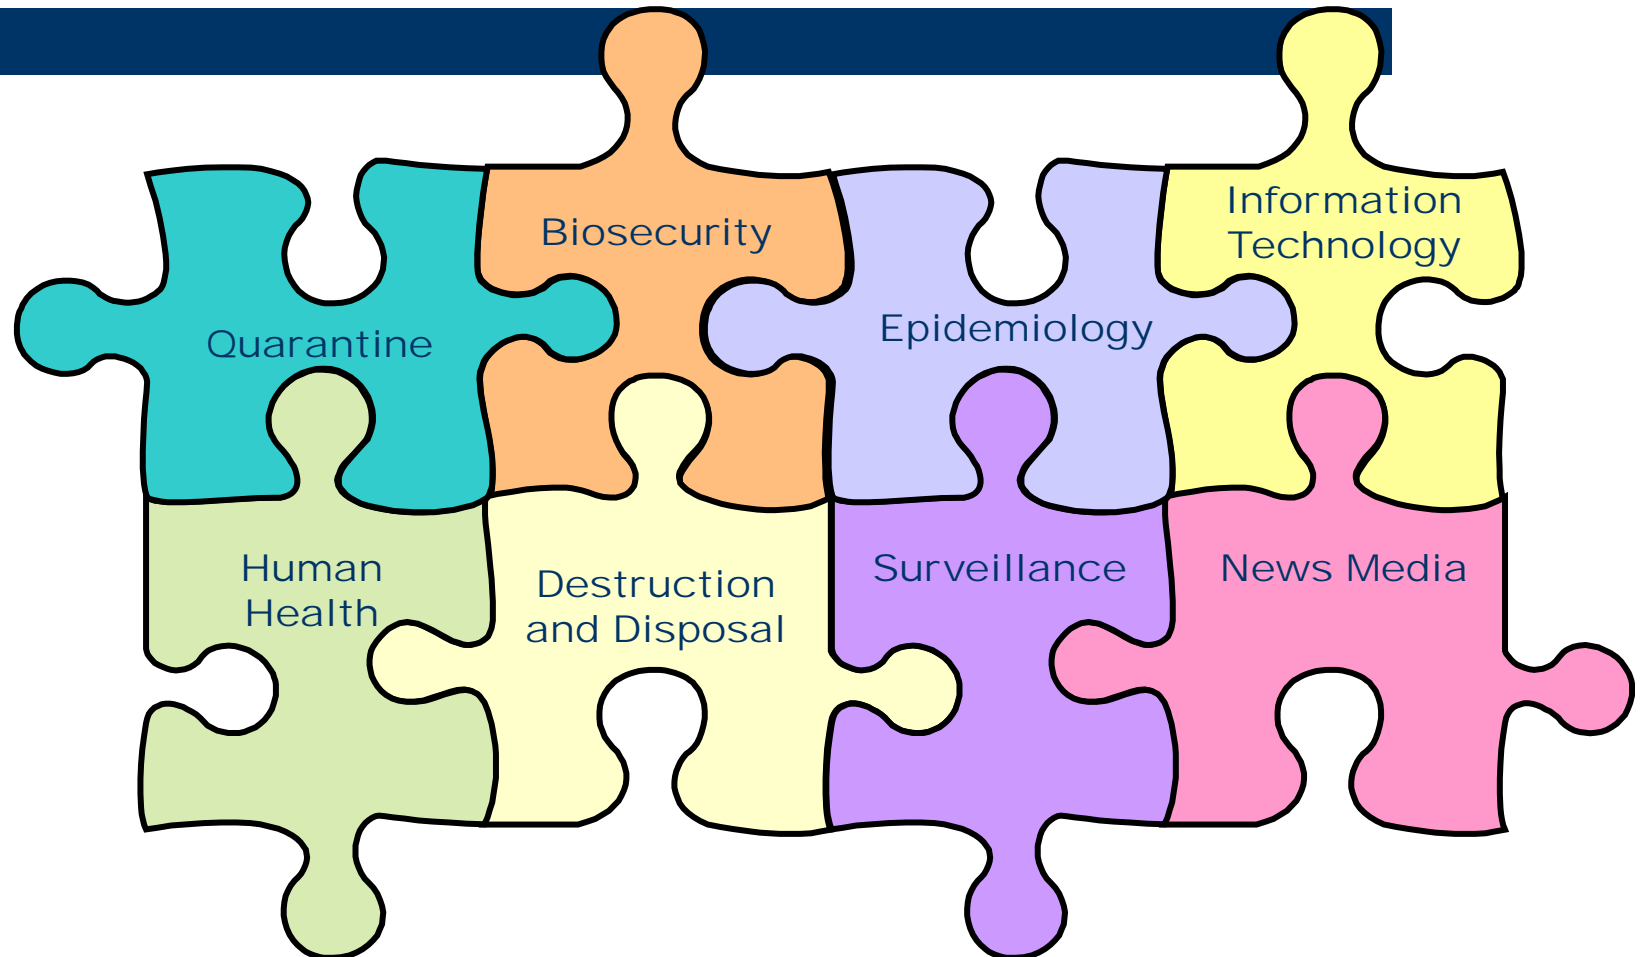 Biosecurity
Information
Technology
Quarantine
Epidemiology
Human
Health
Destruction
and Disposal
Surveillance
News Media